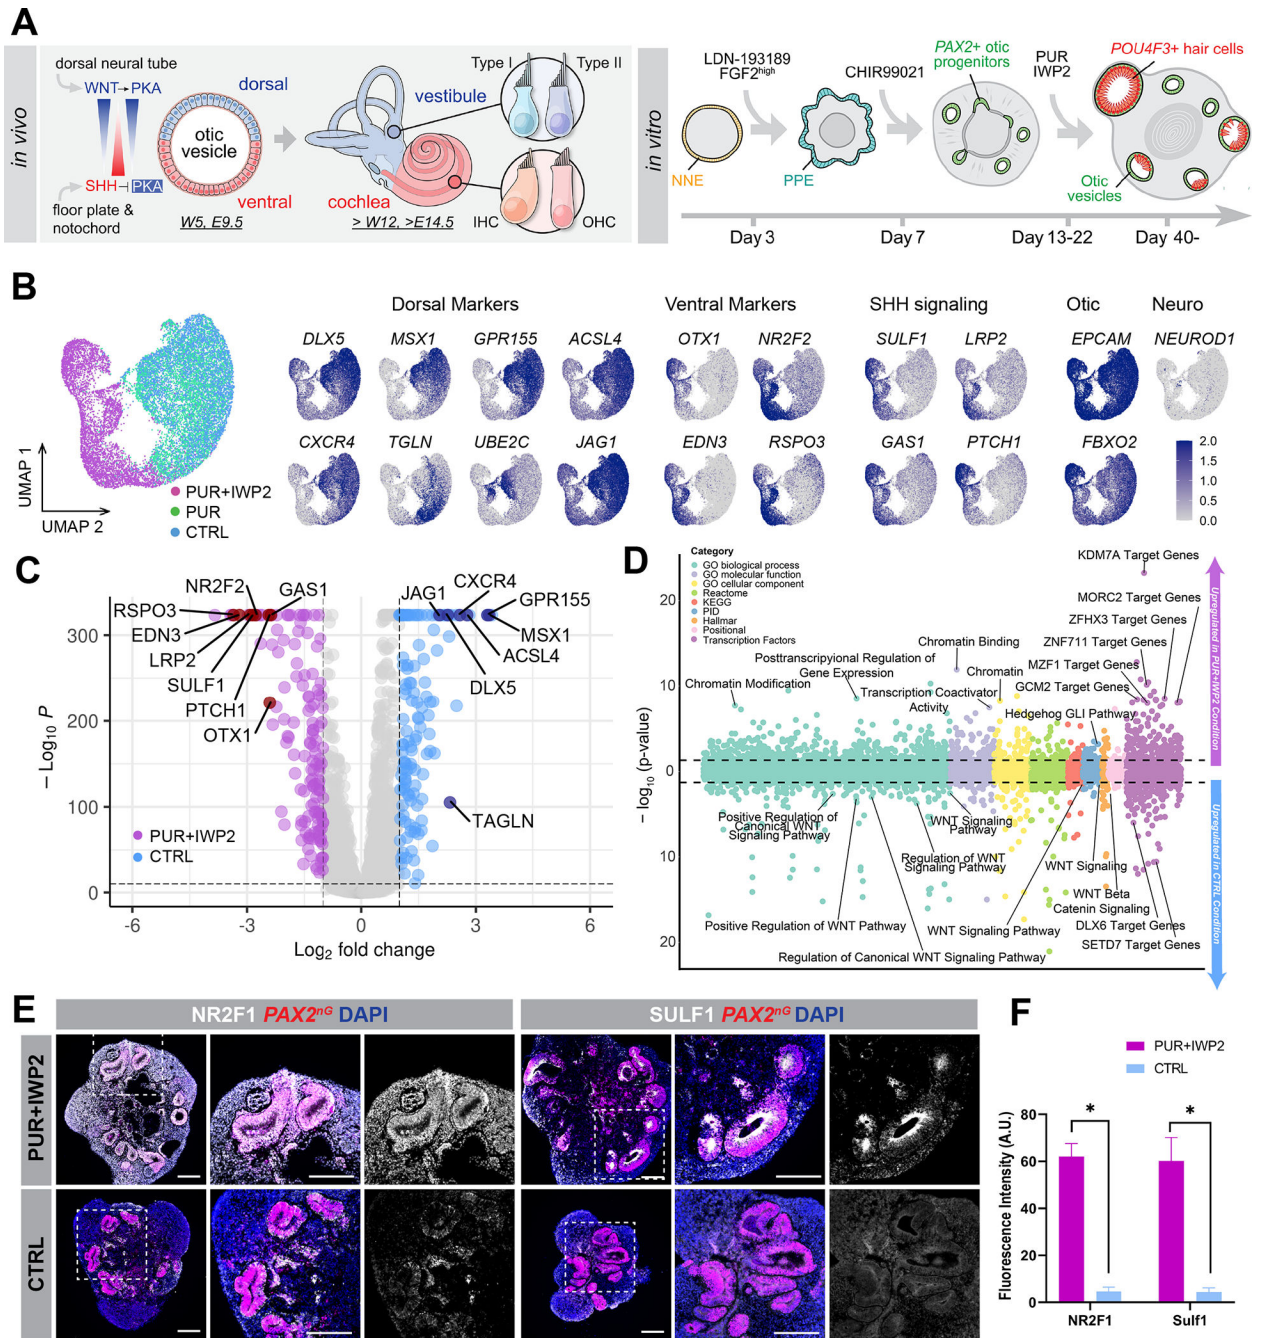 A
in vivo
dorsal neural tube
WNT→PKA
SHH⊣PKA
floor plate &
notochord
otic
vesicle
dorsal
ventral
W5, E9.5
vestibule
cochlea
> W12, >E14.5
Type I
Type II
IHC
OHC
in vitro
LDN-193189
FGF2high
CHIR99021
PAX2+ otic
progenitors
PUR
IWP2
POU4F3+ hair cells
NNE
PPE
Otic
vesicles
Day 3
Day 7
Day 13-22
Day 40-
B
Dorsal Markers
Ventral Markers
SHH signaling
Otic
Neuro
DLX5
MSX1
GPR155
ACSL4
OTX1
NR2F2
SULF1
LRP2
EPCAM
NEUROD1
CXCR4
TGLN
UBE2C
JAG1
EDN3
RSPO3
GAS1
PTCH1
FBXO2
UMAP 1
UMAP 2
PUR+IWP2
PUR
CTRL
2.0
1.5
1.0
0.5
0.0
C
NR2F2
GAS1
RSPO3
EDN3
LRP2
SULF1
PTCH1
OTX1
JAG1
CXCR4
GPR155
MSX1
ACSL4
DLX5
TAGLN
PUR+IWP2
CTRL
− Log10 P
300
200
100
0
-6
-3
0
3
6
Log2 fold change
D
Category
GO biological process
GO molecular function
GO cellular component
Reactome
KEGG
PID
Hallmar
Positional
Transcription Factors
− log10 (p-value)
20
10
0
10
20
KDM7A Target Genes
MORC2 Target Genes
ZFHX3 Target Genes
ZNF711 Target Genes
MZF1 Target Genes
GCM2 Target Genes
Hedgehog GLI Pathway
Chromatin Binding
Chromatin
Posttranscripyional Regulation of
Gene Expression
Transcription Coactivator
Activity
Chromatin Modification
Positive Regulation of
Canonical WNT
Signaling Pathway
WNT Signaling
Pathway
Regulation of WNT
Signaling Pathway
WNT Signaling
WNT Beta
Catenin Signaling
Positive Regulation of WNT Pathway
WNT Signaling Pathway
DLX6 Target Genes
SETD7 Target Genes
Regulation of Canonical WNT Signaling Pathway
Upregulated in PUR+IWP2 Condition
Upregulated in CTRL Condition
E
NR2F1 PAX2nG DAPI
SULF1 PAX2nG DAPI
PUR+IWP2
CTRL
F
PUR+IWP2
CTRL
Fluorescence Intensity (A.U.)
80
60
40
20
0
*
*
NR2F1
Sulf1